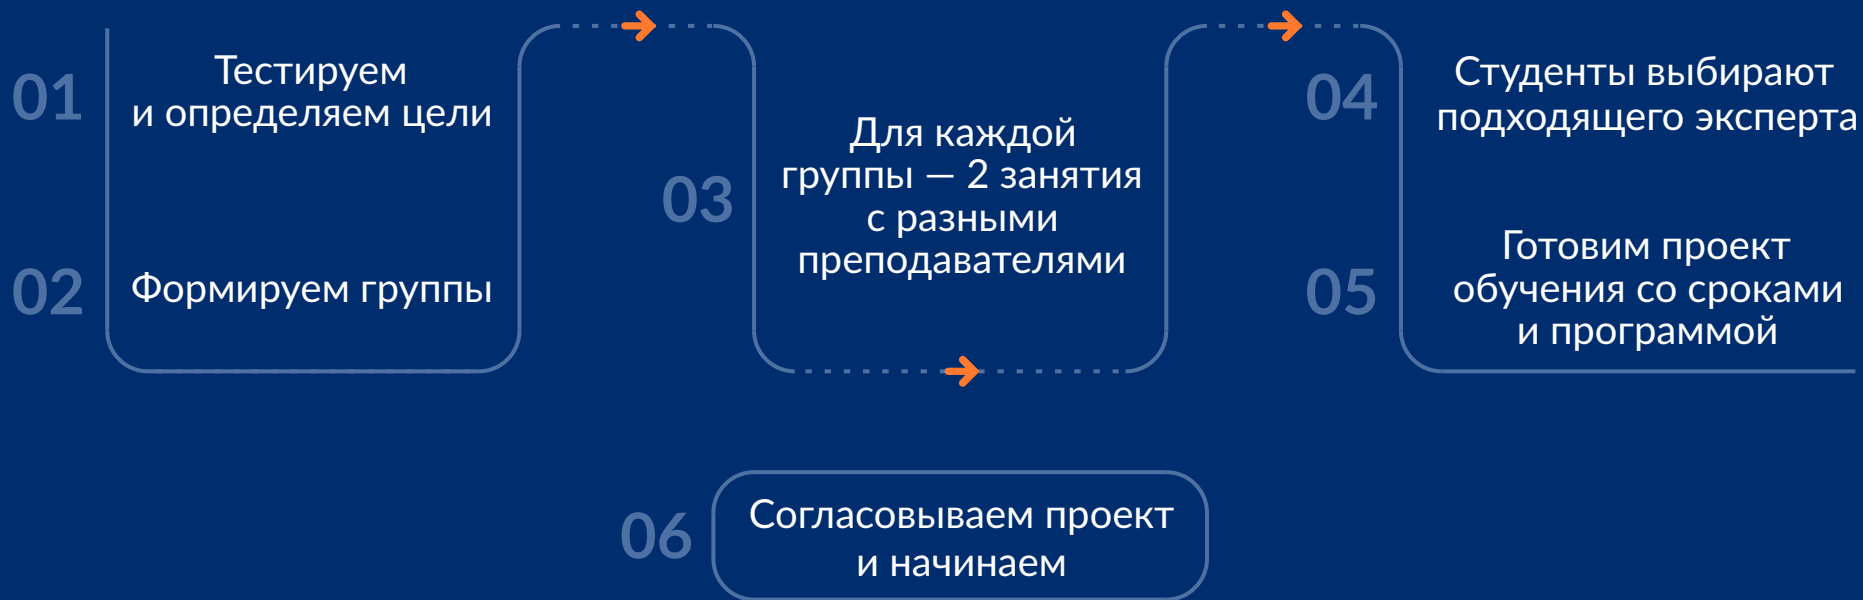 01
Тестируем
и определяем цели
02
Формируем группы
03
Для каждой
группы — 2 занятия
с разными
преподавателями
04
Студенты выбирают
подходящего эксперта
05
Готовим проект
обучения со сроками
и программой
06
Согласовываем проект
и начинаем